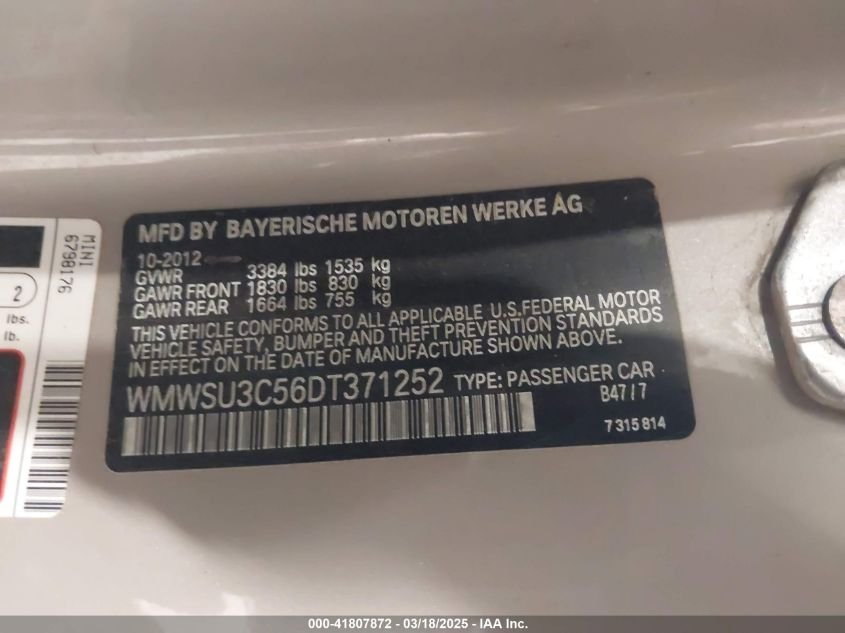 MFD BY BAYERISCHE MOTOREN WERKE AG
10-2012
GVWR 3384 lbs 1535 kg
GAWR FRONT 1830 lbs 830 kg
GAWR REAR 1664 lbs 755 kg
THIS VEHICLE CONFORMS TO ALL APPLICABLE U.S.FEDERAL MOTOR
VEHICLE SAFETY, BUMPER AND THEFT PREVENTION STANDARDS
IN EFFECT ON THE DATE OF MANUFACTURE SHOWN ABOVE.
WMWSU3C56DT371252 TYPE: PASSENGER CAR
B47/7
7315814
MINI
6798176
2
lbs.
lb.
000-41807872 - 03/18/2025 - IAA Inc.